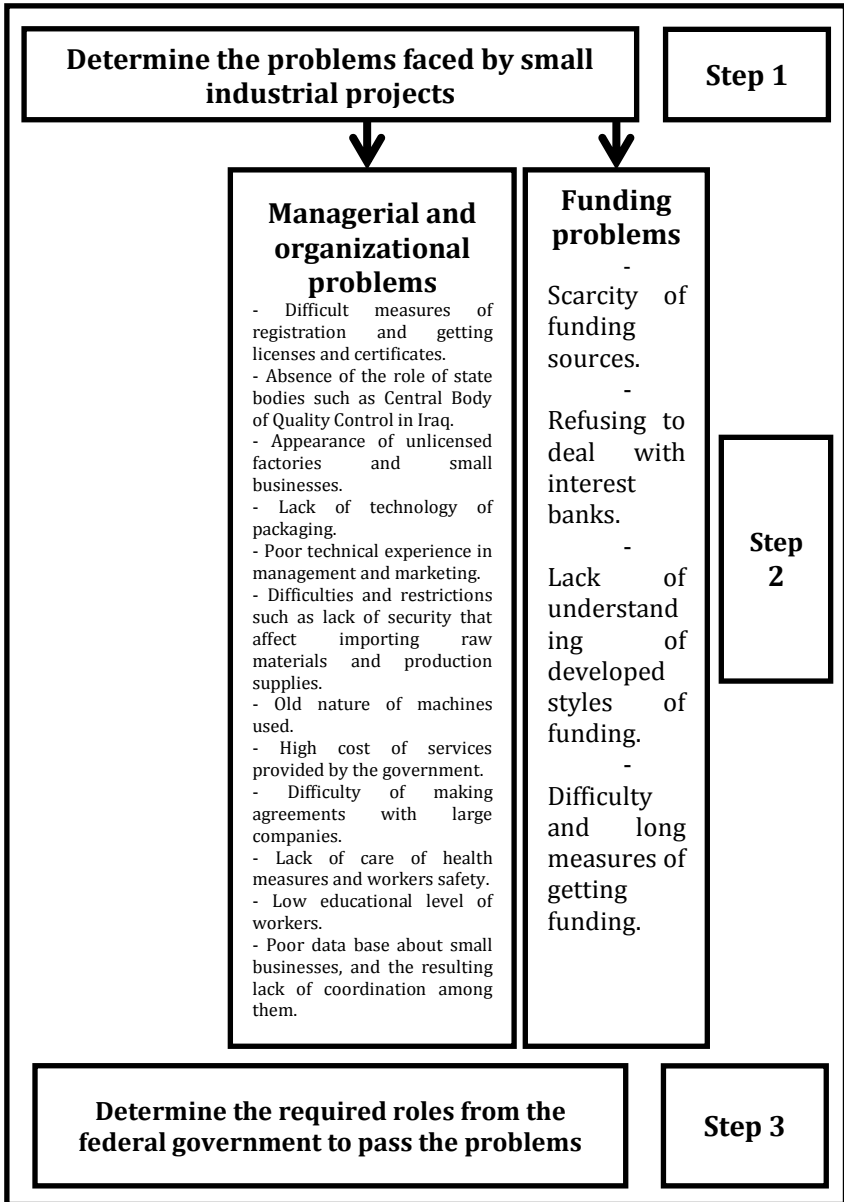 Determine the problems faced by small
industrial projects
Step 1
Managerial and
organizational
problems
- Difficult measures of
registration and getting
licenses and certificates.
- Absence of the role of state
bodies such as Central Body
of Quality Control in Iraq.
- Appearance of unlicensed
factories and small
businesses.
- Lack of technology of
packaging.
- Poor technical experience in
management and marketing.
- Difficulties and restrictions
such as lack of security that
affect importing raw
materials and production
supplies.
- Old nature of machines
used.
- High cost of services
provided by the government.
- Difficulty of making
agreements with large
companies.
- Lack of care of health
measures and workers safety.
- Low educational level of
workers.
- Poor data base about small
businesses, and the resulting
lack of coordination among
them.
Funding
problems
-
Scarcity of
funding
sources.
-
Refusing to
deal with
interest
banks.
-
Lack of
understand
ing of
developed
styles of
funding.
-
Difficulty
and long
measures of
getting
funding.
Step
2
Determine the required roles from the
federal government to pass the problems
Step 3